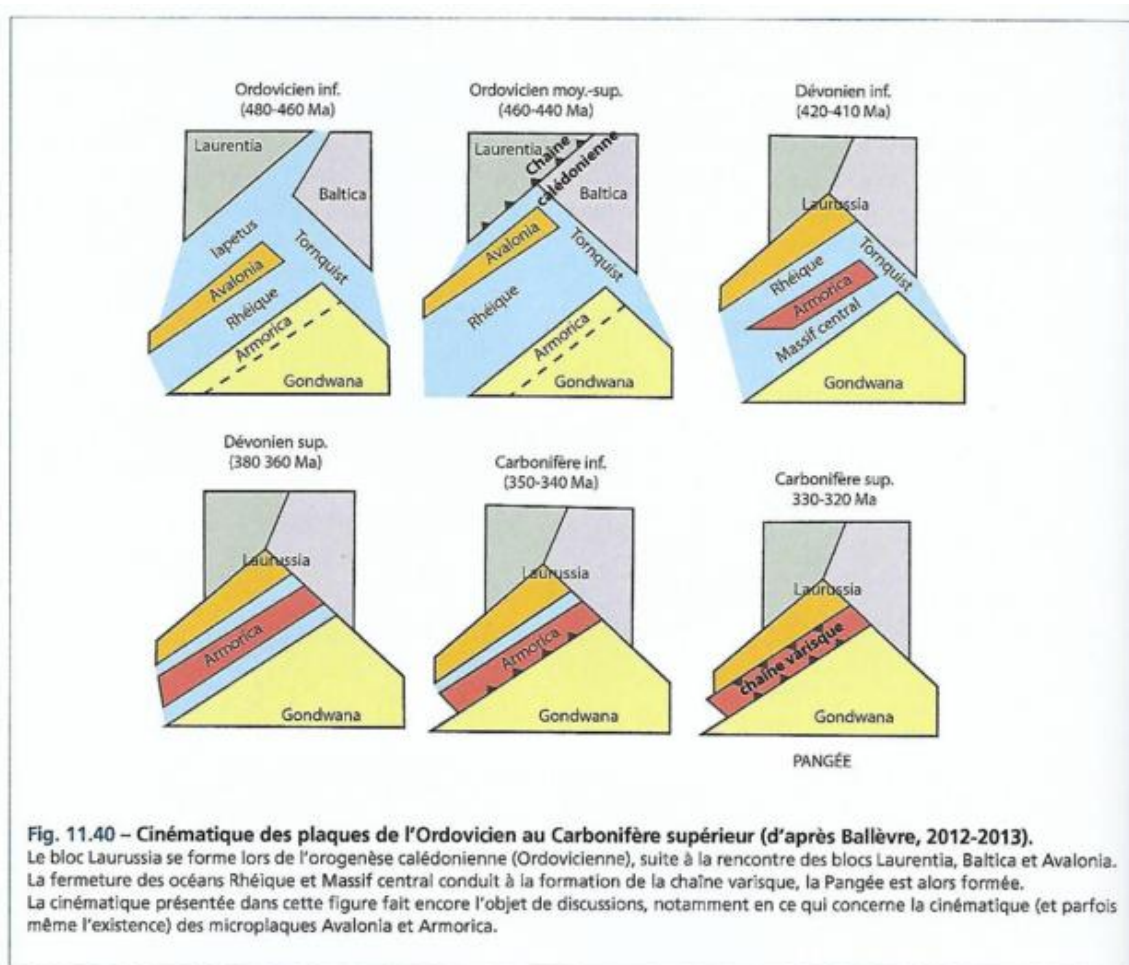 Ordovicien inf.
(480-460 Ma)
Laurentia
Baltica
Iapetus
Tornquist
Avalonia
Rhéique
Armorica
Gondwana
Ordovicien moy.-sup.
(460-440 Ma)
Laurentia
Chaîne
calédonienne
Baltica
Avalonia
Tornquist
Rhéique
Armorica
Gondwana
Dévonien inf.
(420-410 Ma)
Laurussia
Rhéique
Tornquist
Armorica
Massif central
Gondwana
Dévonien sup.
(380 360 Ma)
Laurussia
Armorica
Gondwana
Carbonifère inf.
(350-340 Ma)
Laurussia
Armorica
Gondwana
Carbonifère sup.
330-320 Ma
Laurussia
chaîne varisque
Gondwana
PANGÉE
Fig. 11.40 – Cinématique des plaques de l'Ordovicien au Carbonifère supérieur (d'après Ballèvre, 2012-2013).
Le bloc Laurussia se forme lors de l'orogenèse calédonienne (Ordovicienne), suite à la rencontre des blocs Laurentia, Baltica et Avalonia.
La fermeture des océans Rhéique et Massif central conduit à la formation de la chaîne varisque, la Pangée est alors formée.
La cinématique présentée dans cette figure fait encore l'objet de discussions, notamment en ce qui concerne la cinématique (et parfois
même l'existence) des microplaques Avalonia et Armorica.